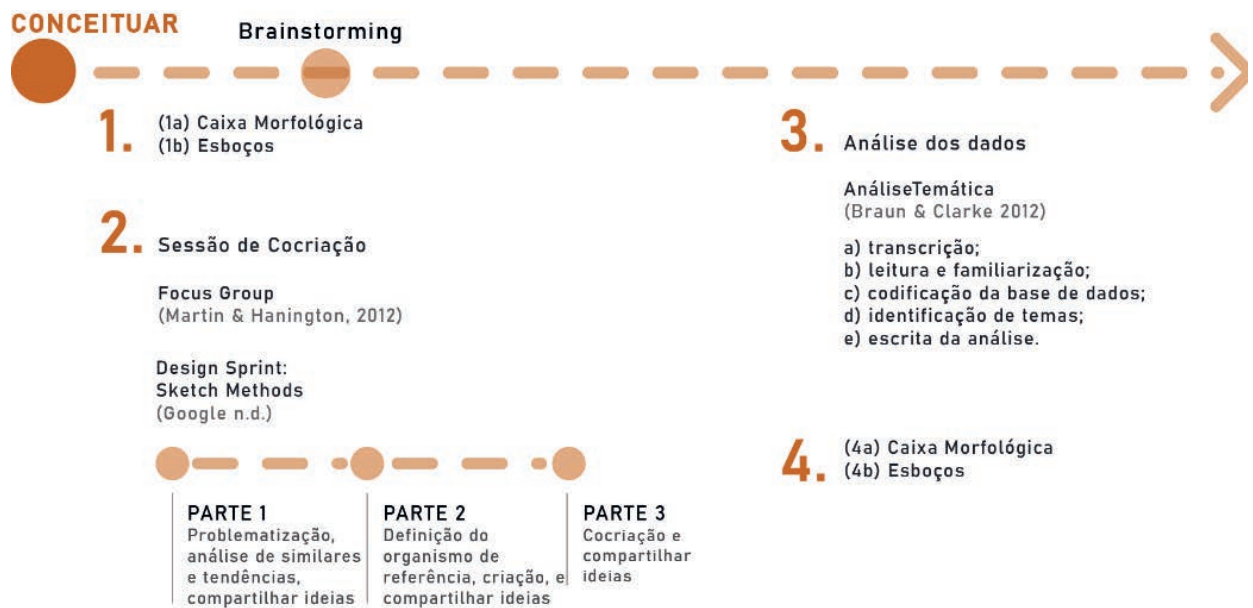 CONCEITUAR
Brainstorming
1.
(1a) Caixa Morfológica
(1b) Esboços
2.
Sessão de Cocriação
Focus Group
(Martin & Hanington, 2012)
Design Sprint:
Sketch Methods
(Google n.d.)
PARTE 1
Problematização,
análise de similares
e tendências,
compartilhar ideias
PARTE 2
Definição do
organismo de
referência, criação, e
compartilhar ideias
PARTE 3
Cocriação e
compartilhar
ideias
3.
Análise dos dados
AnáliseTemática
(Braun & Clarke 2012)
a) transcrição;
b) leitura e familiarização;
c) codificação da base de dados;
d) identificação de temas;
e) escrita da análise.
4.
(4a) Caixa Morfológica
(4b) Esboços